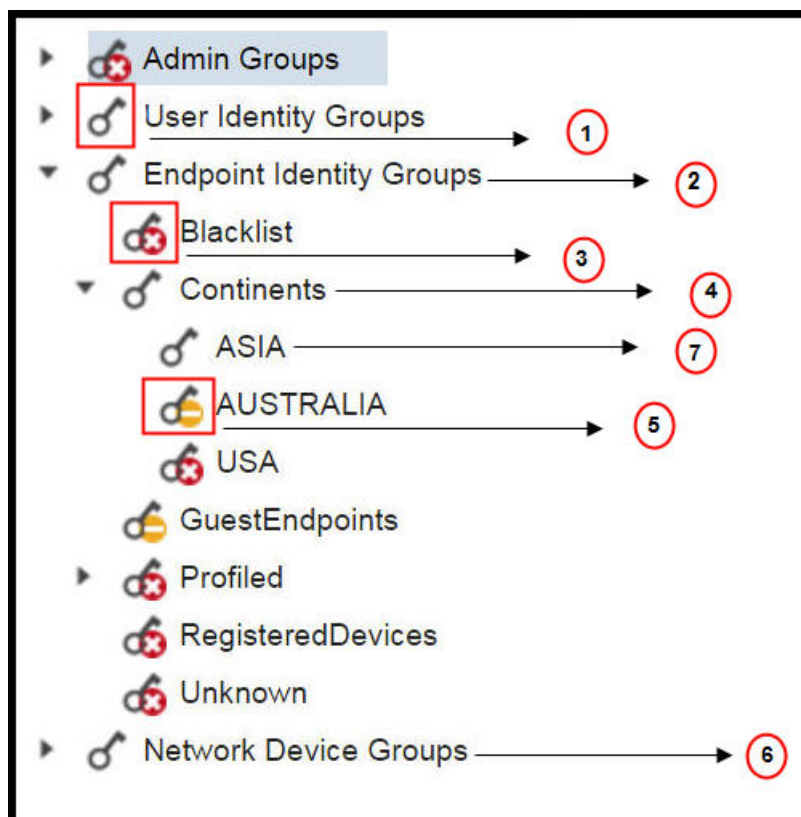 Admin Groups
User Identity Groups 1
Endpoint Identity Groups 2
Blacklist 3
Continents 4
ASIA 7
AUSTRALIA 5
USA
GuestEndpoints
Profiled
RegisteredDevices
Unknown
Network Device Groups 6